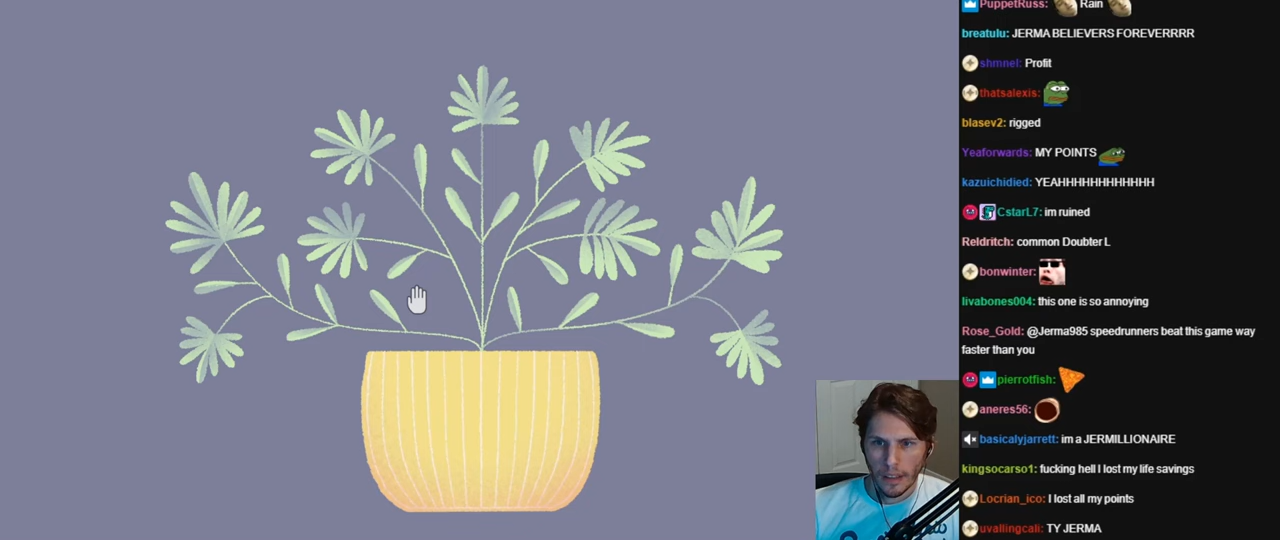 PuppetRuss: Rain
breatulu: JERMA BELIEVERS FOREVERRRR
shmnel: Profit
thatsalexis:
blasev2: rigged
Yeaforwards: MY POINTS
kazuichidied: YEAHHHHHHHHHHHH
CstarL7: im ruined
Reldritch: common Doubter L
bonwinter:
livabones004: this one is so annoying
Rose_Gold: @Jerma985 speedrunners beat this game way
faster than you
pierrotfish:
aneres56:
basicalyjarrett: im a JERMILLIONAIRE
kingsocarso1: fucking hell I lost my life savings
Locrian_ico: I lost all my points
uvallingcali: TY JERMA